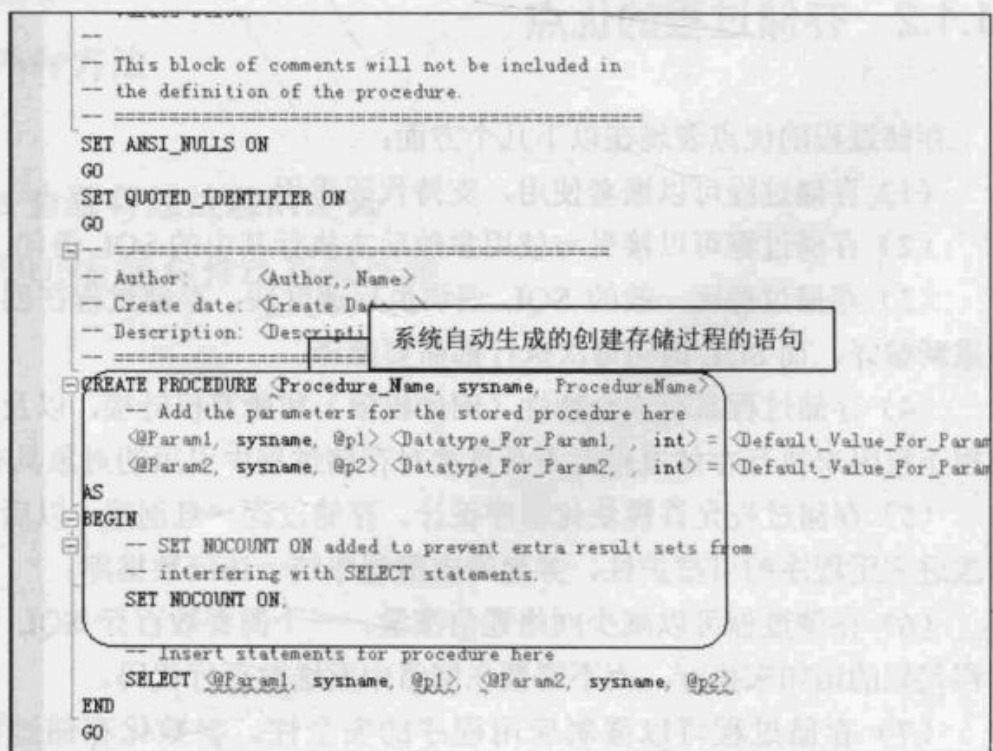 --
-- This block of comments will not be included in
-- the definition of the procedure.
-- ================================================
SET ANSI_NULLS ON
GO
SET QUOTED_IDENTIFIER ON
GO
-- =============================================
-- Author: <Author,,Name>
-- Create date: <Create Da
-- Description: <Descripti
-- =============================================
系统自动生成的创建存储过程的语句
CREATE PROCEDURE <Procedure_Name, sysname, ProcedureName>
-- Add the parameters for the stored procedure here
<@Param1, sysname, @p1> <Datatype_For_Param1, int> = <Default_Value_For_Param
<@Param2, sysname, @p2> <Datatype_For_Param2, int> = <Default_Value_For_Param
AS
BEGIN
-- SET NOCOUNT ON added to prevent extra result sets from
-- interfering with SELECT statements.
SET NOCOUNT ON;
-- Insert statements for procedure here
SELECT <@Param1, sysname, @p1>, <@Param2, sysname, @p2>
END
GO